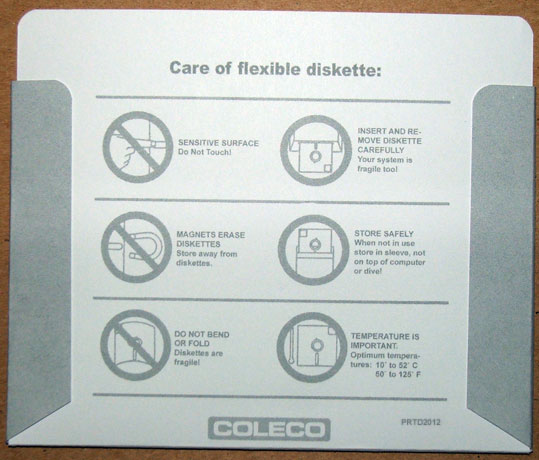 Care of flexible diskette:
SENSITIVE SURFACE
Do Not Touch!
INSERT AND RE-
MOVE DISKETTE
CAREFULLY
Your system is
fragile too!
MAGNETS ERASE
DISKETTES
Store away from
diskettes.
STORE SAFELY
When not in use
store in sleeve, not
on top of computer
or dive!
DO NOT BEND
OR FOLD
Diskettes are
fragile!
TEMPERATURE IS
IMPORTANT.
Optimum tempera-
tures: 10° to 52° C
50° to 125° F
COLECO
PRTD2012